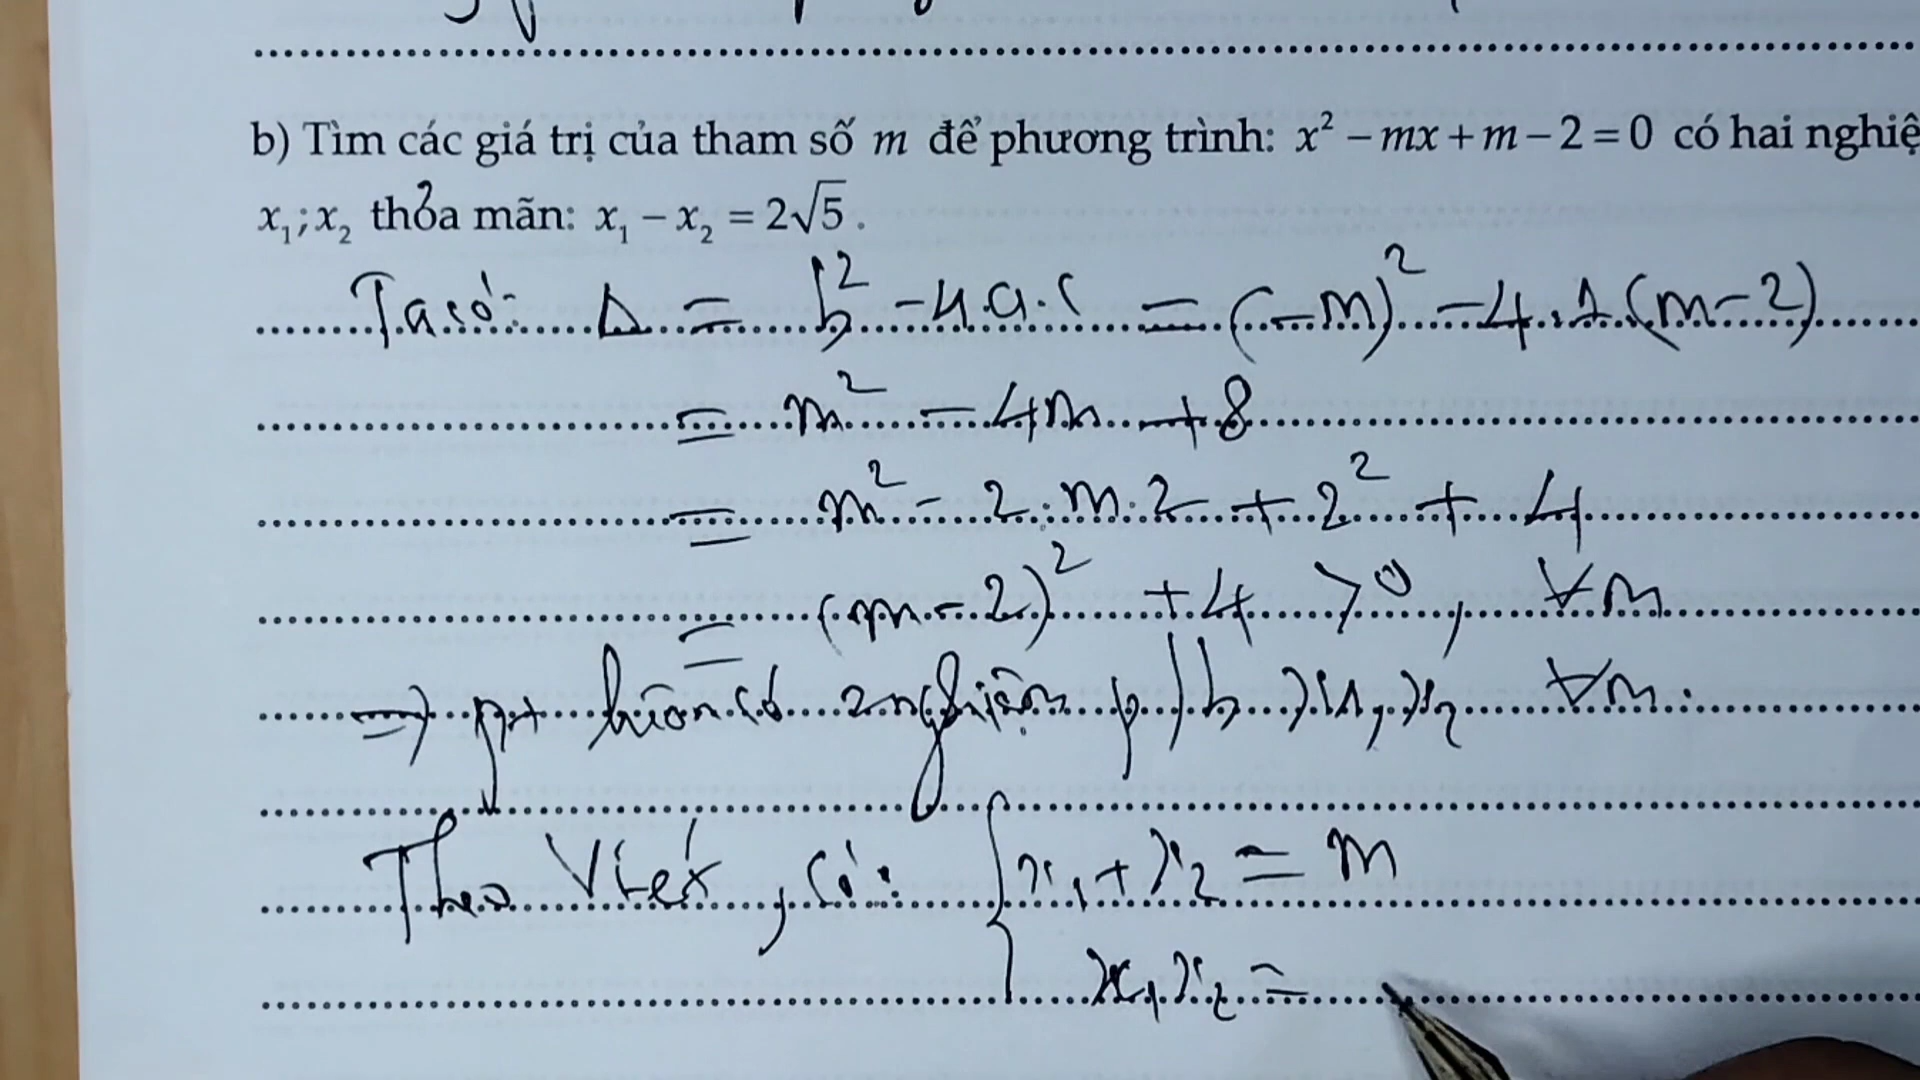 b) Tìm các giá trị của tham số m để phương trình: x² − mx + m − 2 = 0 có hai nghiệ
x₁; x₂ thỏa mãn: x₁ − x₂ = 2√5.
Ta có: Δ = b² − 4a.c = (−m)² − 4.1(m−2)
= m² − 4m + 8
= m² − 2.m.2 + 2² + 4
= (m−2)² + 4 > 0, ∀m
⇒ pt luôn có 2 nghiệm p/b x₁, x₂ ∀m.
Theo Viét, có: { x₁ + x₂ = m
x₁x₂ =